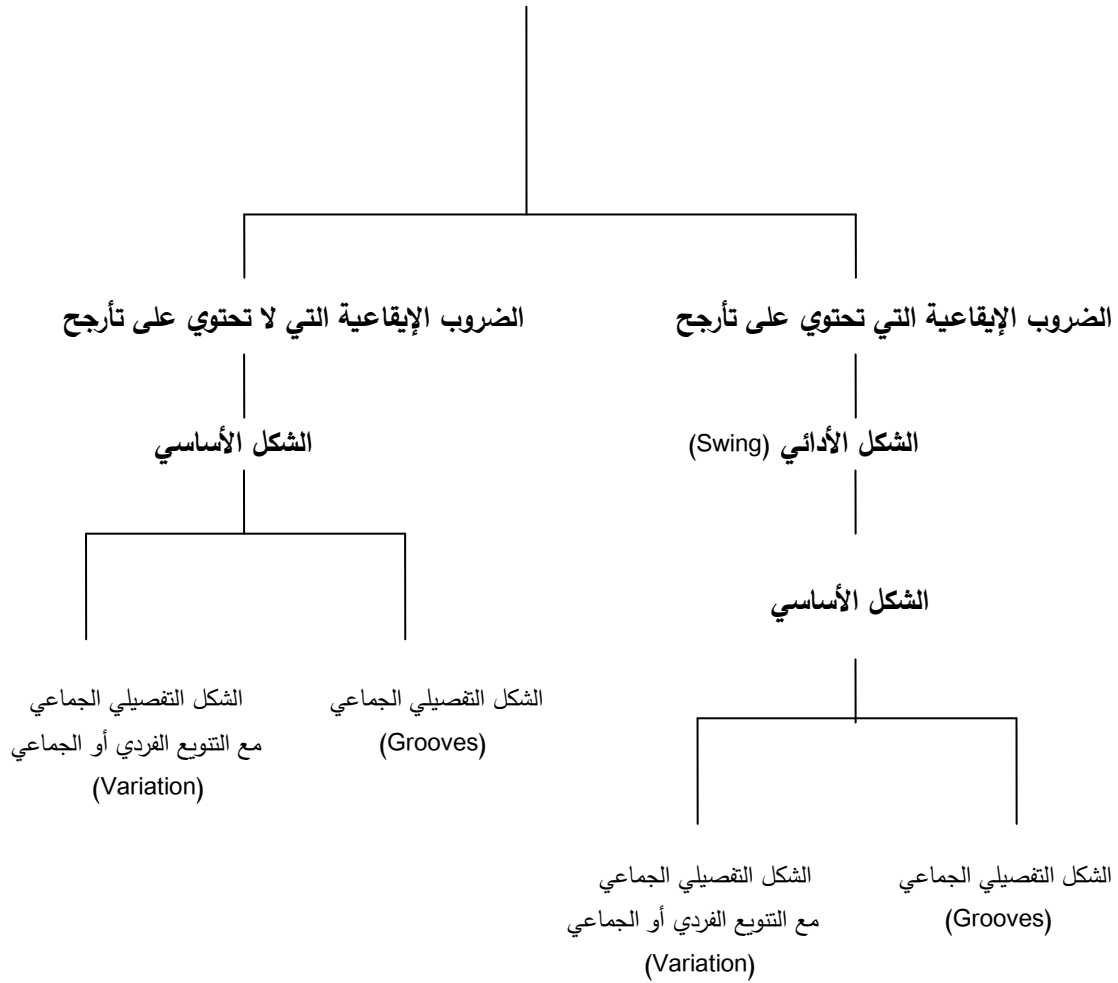 الضروب الإيقاعية التي تحتوي على تأرجح
الضروب الإيقاعية التي لا تحتوي على تأرجح
الشكل الأدائي (Swing)
الشكل الأساسي
الشكل الأساسي
الشكل التفصيلي الجماعي
(Grooves)
الشكل التفصيلي الجماعي
مع التنويع الفردي أو الجماعي
(Variation)
الشكل التفصيلي الجماعي
(Grooves)
الشكل التفصيلي الجماعي
مع التنويع الفردي أو الجماعي
(Variation)